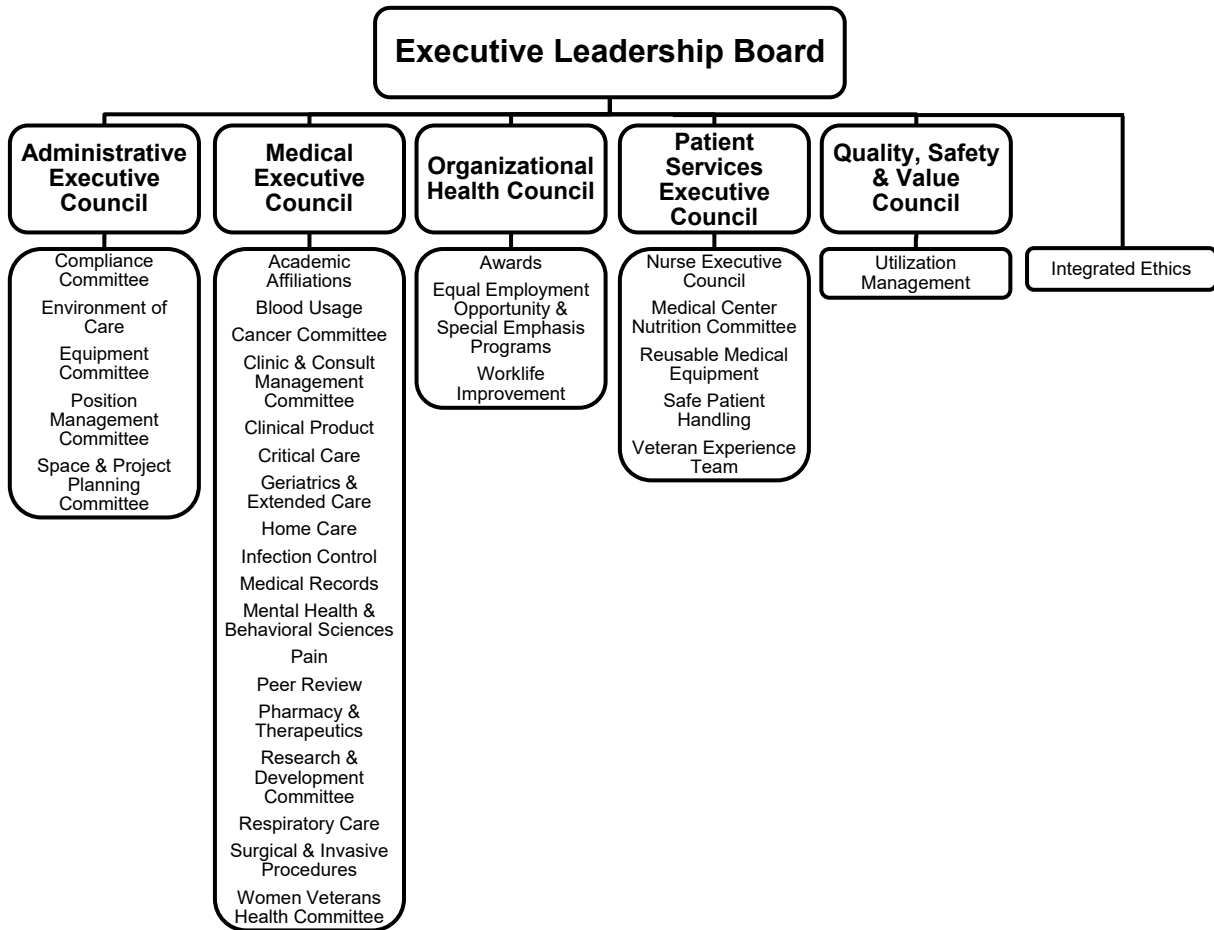 Executive Leadership Board
Administrative
Executive
Council
Medical
Executive
Council
Organizational
Health Council
Patient
Services
Executive
Council
Quality, Safety
& Value
Council
Compliance
Committee
Environment of
Care
Equipment
Committee
Position
Management
Committee
Space & Project
Planning
Committee
Academic
Affiliations
Blood Usage
Cancer Committee
Clinic & Consult
Management
Committee
Clinical Product
Critical Care
Geriatrics &
Extended Care
Home Care
Infection Control
Medical Records
Mental Health &
Behavioral Sciences
Pain
Peer Review
Pharmacy &
Therapeutics
Research &
Development
Committee
Respiratory Care
Surgical & Invasive
Procedures
Women Veterans
Health Committee
Awards
Equal Employment
Opportunity &
Special Emphasis
Programs
Worklife
Improvement
Nurse Executive
Council
Medical Center
Nutrition Committee
Reusable Medical
Equipment
Safe Patient
Handling
Veteran Experience
Team
Utilization
Management
Integrated Ethics